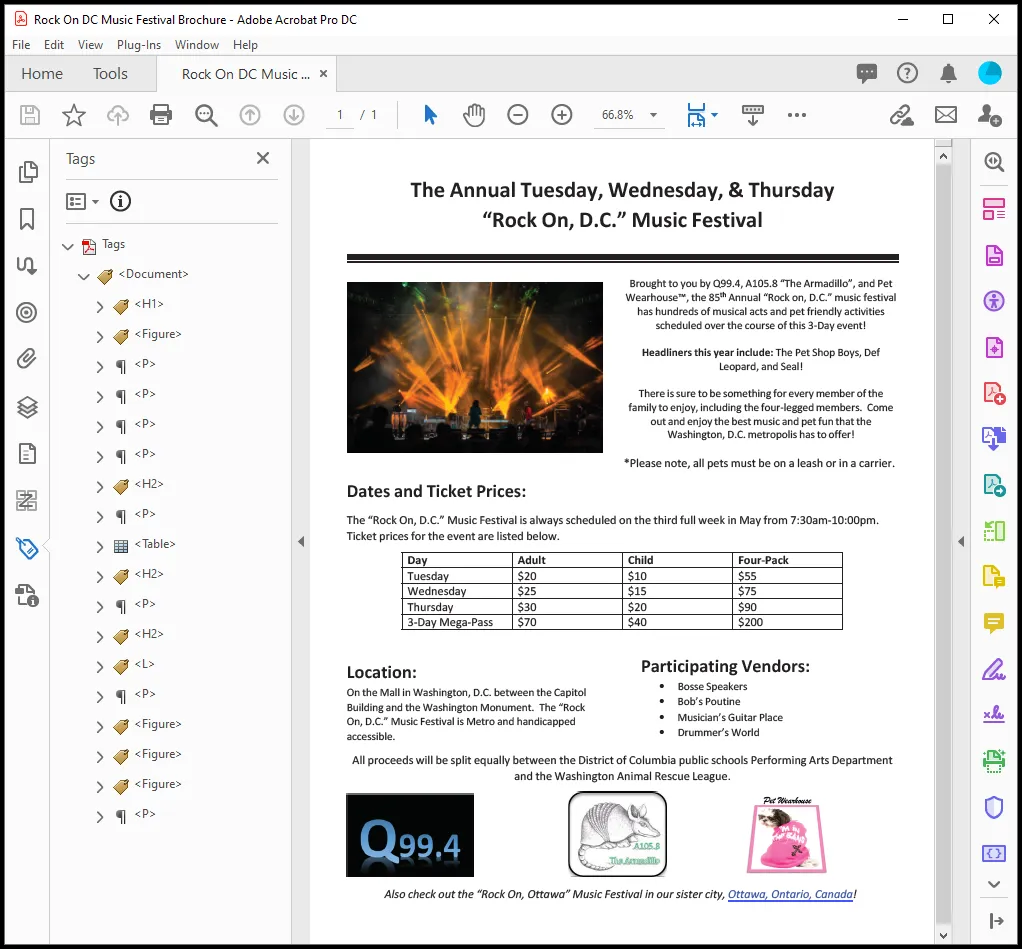 Rock On DC Music Festival Brochure - Adobe Acrobat Pro DC
File Edit View Plug-Ins Window Help
Home Tools Rock On DC Music ... ×
1 / 1 66.8%
Tags
Tags
<Document>
<H1>
<Figure>
<P>
<P>
<P>
<P>
<H2>
<P>
<Table>
<H2>
<P>
<H2>
<L>
<P>
<Figure>
<Figure>
<Figure>
<P>
The Annual Tuesday, Wednesday, & Thursday
“Rock On, D.C.” Music Festival
Brought to you by Q99.4, A105.8 “The Armadillo”, and Pet
Wearhouse™, the 85th Annual “Rock on, D.C.” music festival
has hundreds of musical acts and pet friendly activities
scheduled over the course of this 3-Day event!
Headliners this year include: The Pet Shop Boys, Def
Leopard, and Seal!
There is sure to be something for every member of the
family to enjoy, including the four-legged members. Come
out and enjoy the best music and pet fun that the
Washington, D.C. metropolis has to offer!
*Please note, all pets must be on a leash or in a carrier.
Dates and Ticket Prices:
The “Rock On, D.C.” Music Festival is always scheduled on the third full week in May from 7:30am-10:00pm.
Ticket prices for the event are listed below.
Day Adult Child Four-Pack
Tuesday $20 $10 $55
Wednesday $25 $15 $75
Thursday $30 $20 $90
3-Day Mega-Pass $70 $40 $200
Location:
On the Mall in Washington, D.C. between the Capitol
Building and the Washington Monument. The “Rock
On, D.C.” Music Festival is Metro and handicapped
accessible.
Participating Vendors:
• Bosse Speakers
• Bob’s Poutine
• Musician’s Guitar Place
• Drummer’s World
All proceeds will be split equally between the District of Columbia public schools Performing Arts Department
and the Washington Animal Rescue League.
Q99.4
A105.8
The Armadillo
Pet Wearhouse
Also check out the “Rock On, Ottawa” Music Festival in our sister city, Ottawa, Ontario, Canada!